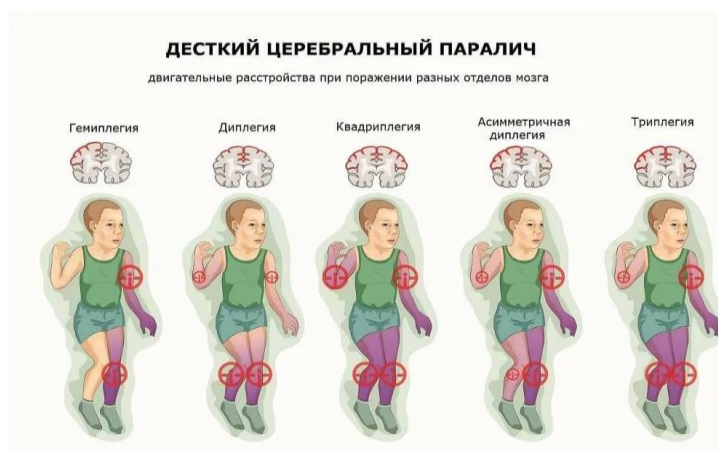 ДЕСТКИЙ ЦЕРЕБРАЛЬНЫЙ ПАРАЛИЧ
двигательные расстройства при поражении разных отделов мозга
Гемиплегия
Диплегия
Квадриплегия
Асимметричная
диплегия
Триплегия